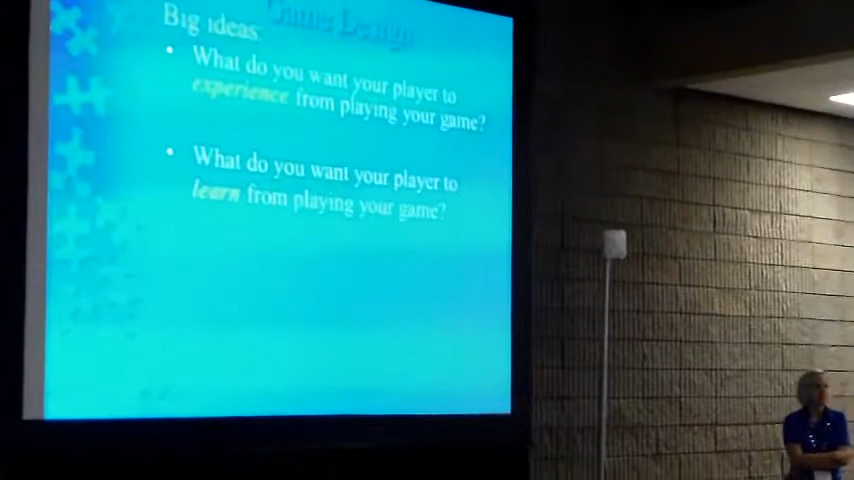 Game Design
Big ideas:
• What do you want your player to
experience from playing your game?
• What do you want your player to
learn from playing your game?